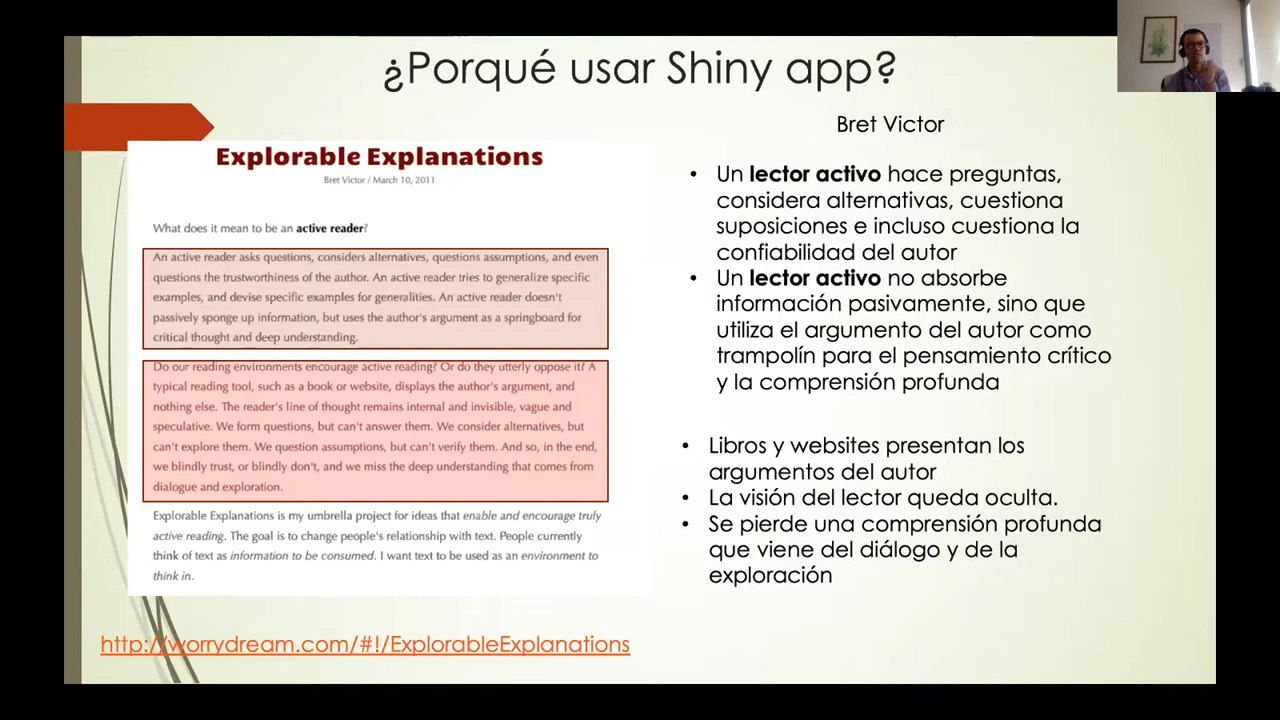 ¿Porqué usar Shiny app?
Explorable Explanations
Bret Victor / March 10, 2011
What does it mean to be an active reader?
An active reader asks questions, considers alternatives, questions assumptions, and even
questions the trustworthiness of the author. An active reader tries to generalize specific
examples, and devise specific examples for generalities. An active reader doesn't
passively sponge up information, but uses the author's argument as a springboard for
critical thought and deep understanding.
Do our reading environments encourage active reading? Or do they utterly oppose it? A
typical reading tool, such as a book or website, displays the author's argument, and
nothing else. The reader's line of thought remains internal and invisible, vague and
speculative. We form questions, but can't answer them. We consider alternatives, but
can't explore them. We question assumptions, but can't verify them. And so, in the end,
we blindly trust, or blindly don't, and we miss the deep understanding that comes from
dialogue and exploration.
Explorable Explanations is my umbrella project for ideas that enable and encourage truly
active reading. The goal is to change people's relationship with text. People currently
think of text as information to be consumed. I want text to be used as an environment to
think in.
http://worrydream.com/#!/ExplorableExplanations
Bret Victor
• Un lector activo hace preguntas,
considera alternativas, cuestiona
suposiciones e incluso cuestiona la
confiabilidad del autor
• Un lector activo no absorbe
información pasivamente, sino que
utiliza el argumento del autor como
trampolín para el pensamiento crítico
y la comprensión profunda
• Libros y websites presentan los
argumentos del autor
• La visión del lector queda oculta.
• Se pierde una comprensión profunda
que viene del diálogo y de la
exploración